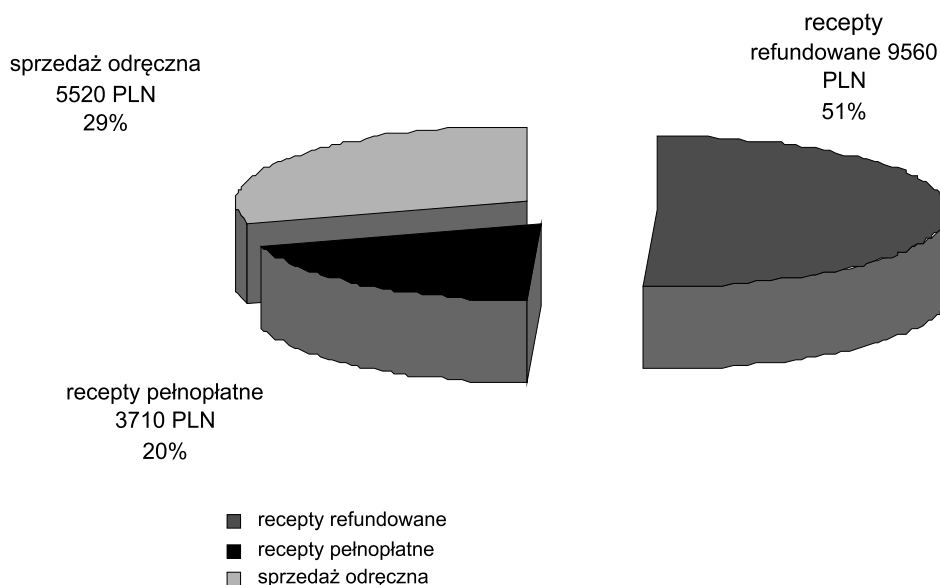 sprzedaż odręczna
5520 PLN
29%
recepty
refundowane 9560
PLN
51%
recepty pełnopłatne
3710 PLN
20%
recepty refundowane
recepty pełnopłatne
sprzedaż odręczna